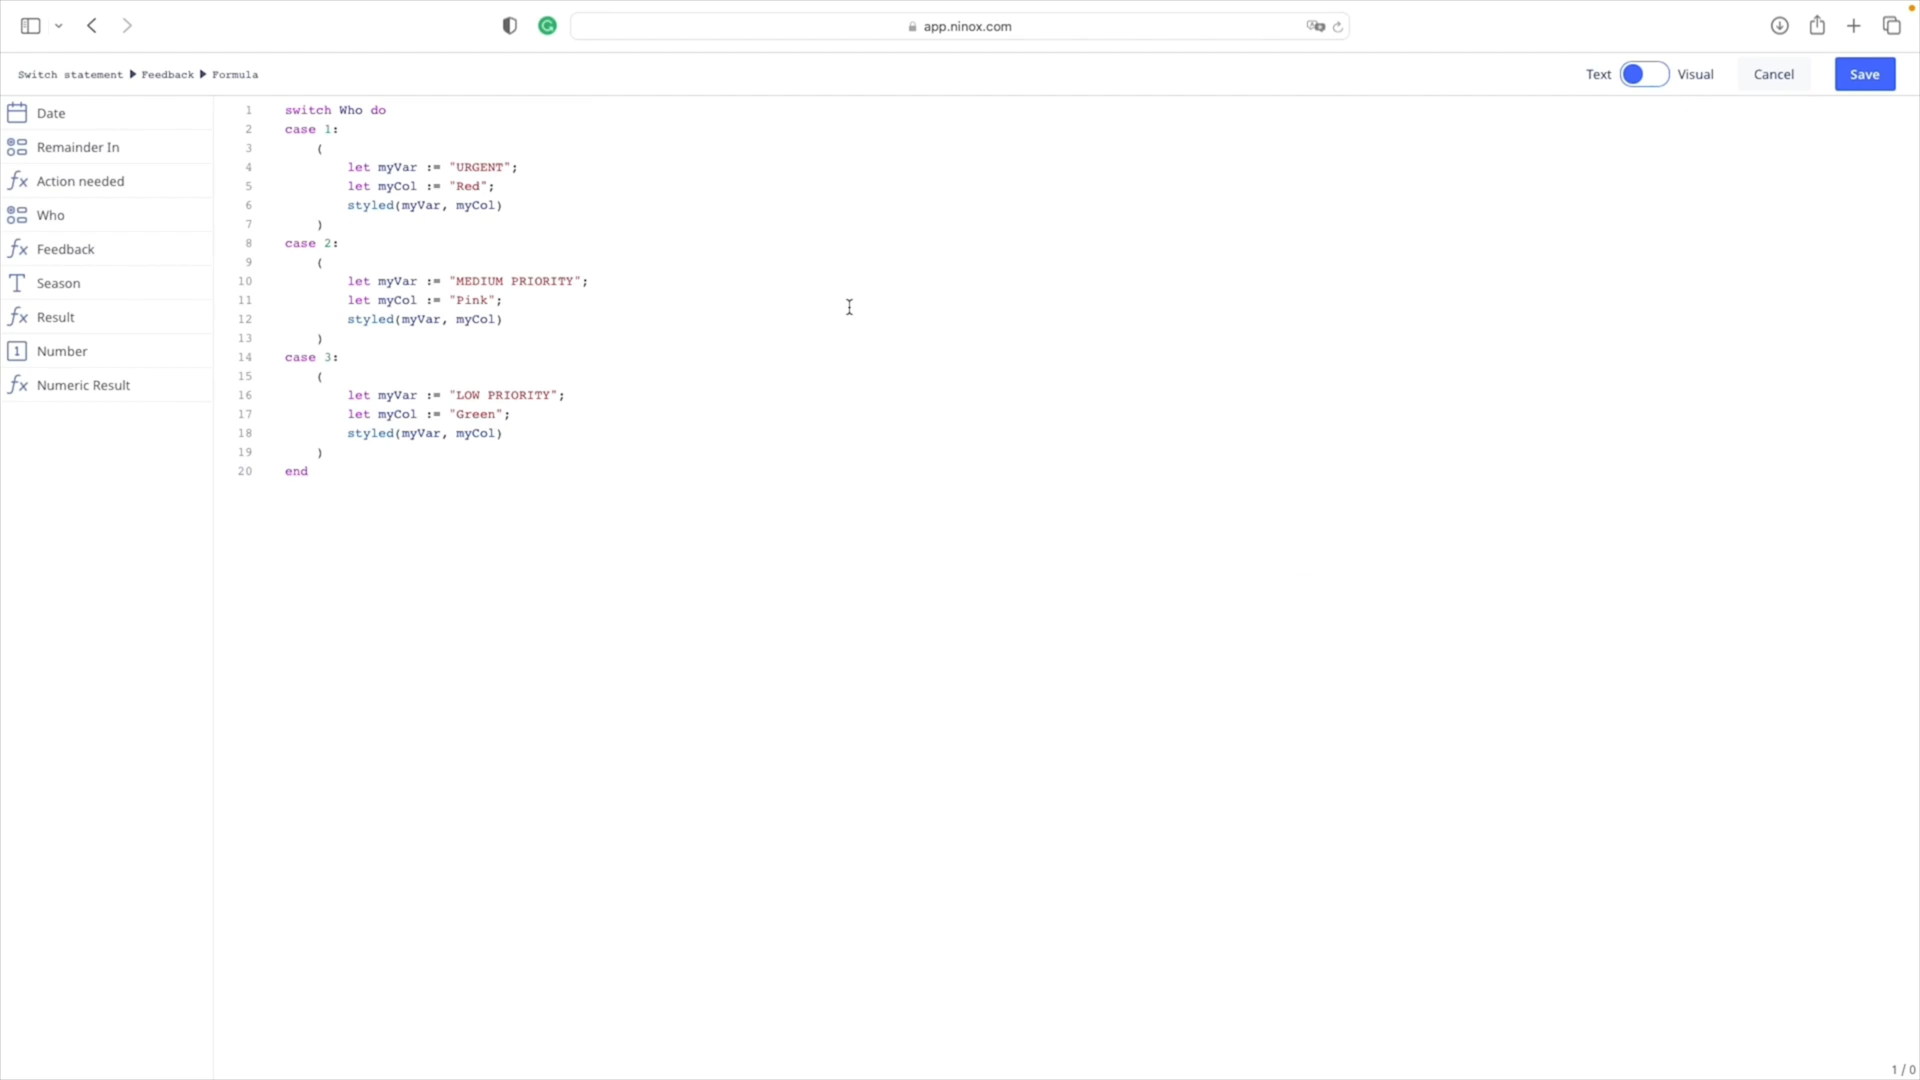 app.ninox.com
Switch statement ▶ Feedback ▶ Formula
Text Visual Cancel Save
Date
Remainder In
Action needed
Who
Feedback
Season
Result
1 Number
Numeric Result
1 switch Who do
2 case 1:
3 (
4 let myVar := "URGENT";
5 let myCol := "Red";
6 styled(myVar, myCol)
7 )
8 case 2:
9 (
10 let myVar := "MEDIUM PRIORITY";
11 let myCol := "Pink";
12 styled(myVar, myCol)
13 )
14 case 3:
15 (
16 let myVar := "LOW PRIORITY";
17 let myCol := "Green";
18 styled(myVar, myCol)
19 )
20 end
1 / 0